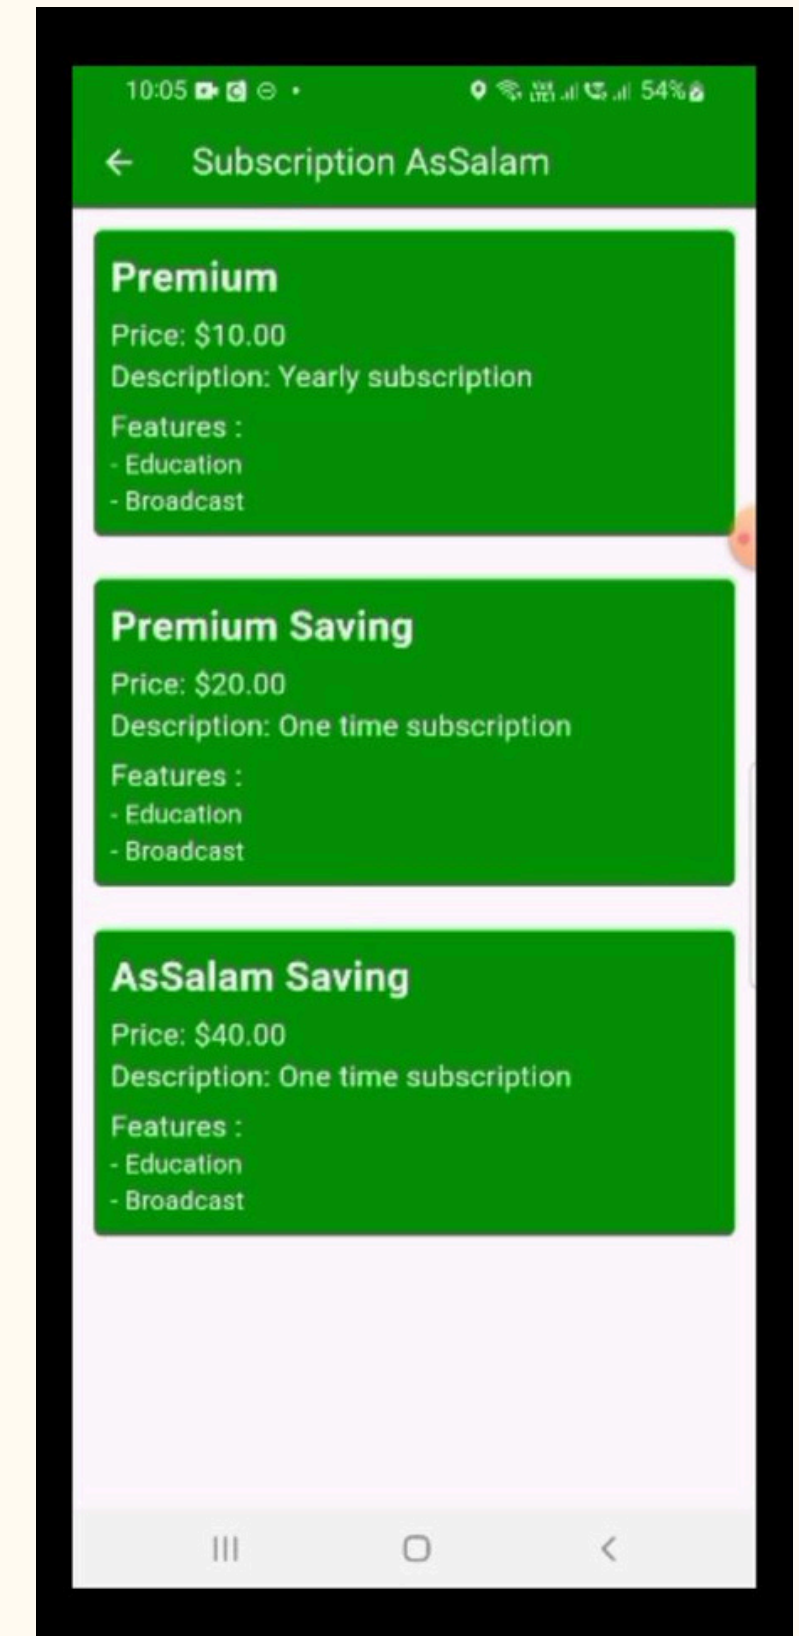 10:05
54%
Subscription AsSalam
Premium
Price: $10.00
Description: Yearly subscription
Features :
- Education
- Broadcast
Premium Saving
Price: $20.00
Description: One time subscription
Features :
- Education
- Broadcast
AsSalam Saving
Price: $40.00
Description: One time subscription
Features :
- Education
- Broadcast